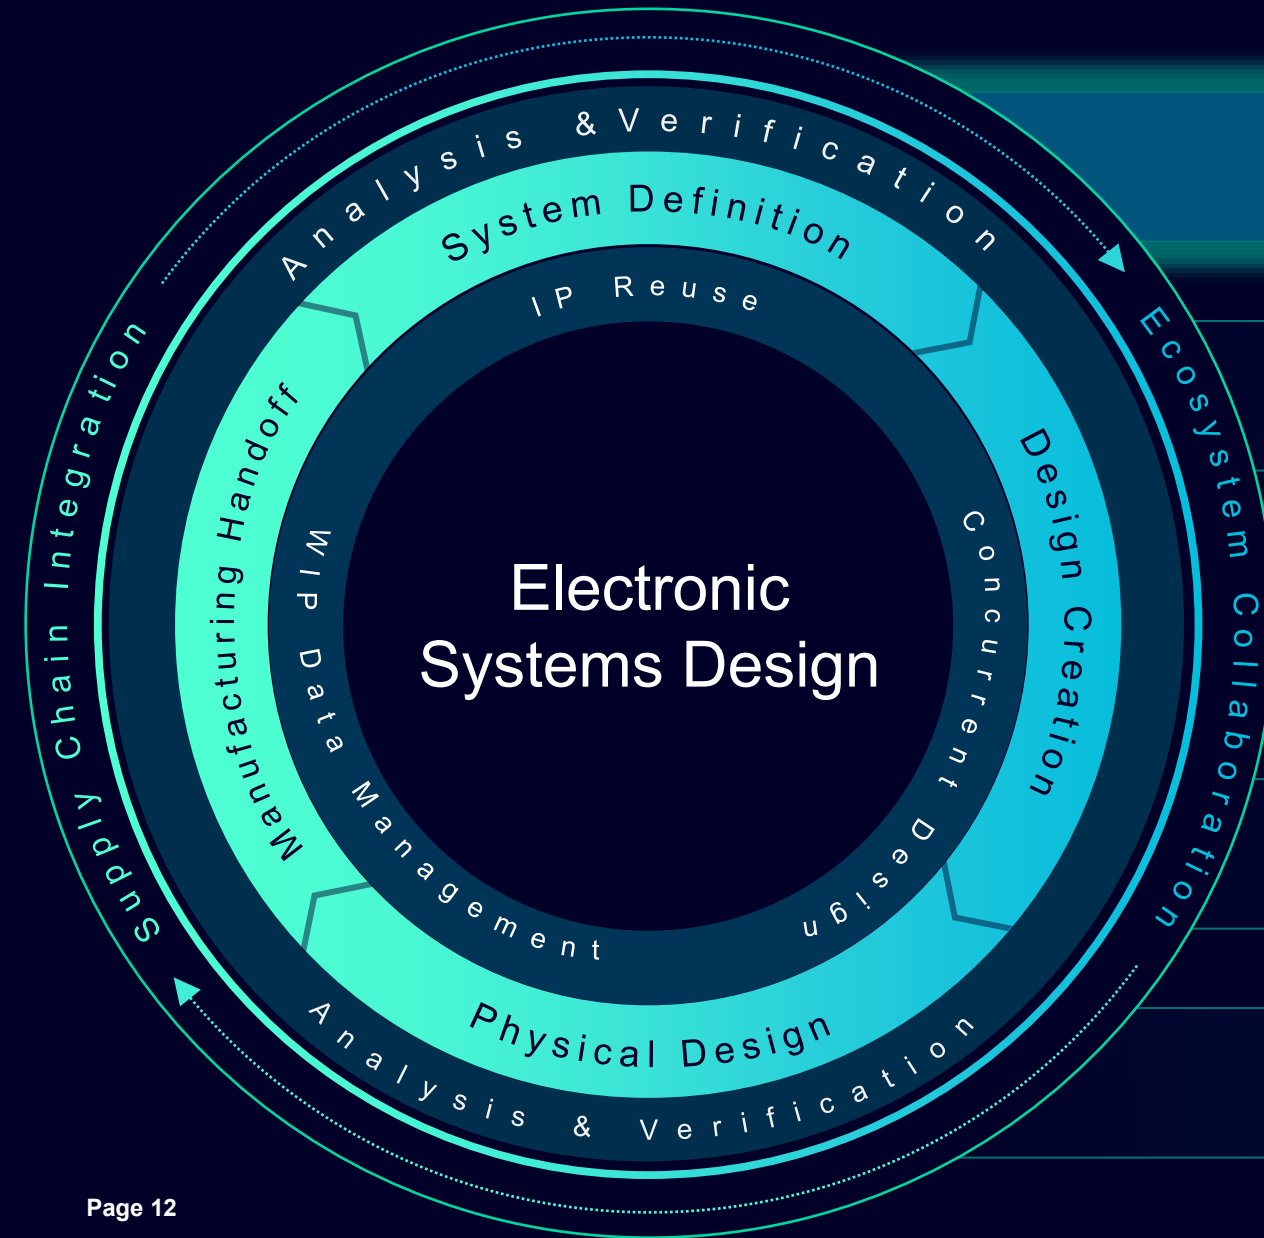 Analysis & Verification
System Definition
IP Reuse
Ecosystem Collaboration
Design Creation
Concurrent Design
Electronic
Systems Design
WIP Data Management
Manufacturing Handoff
Supply Chain Integration
Physical Design
Analysis & Verification
Page 12